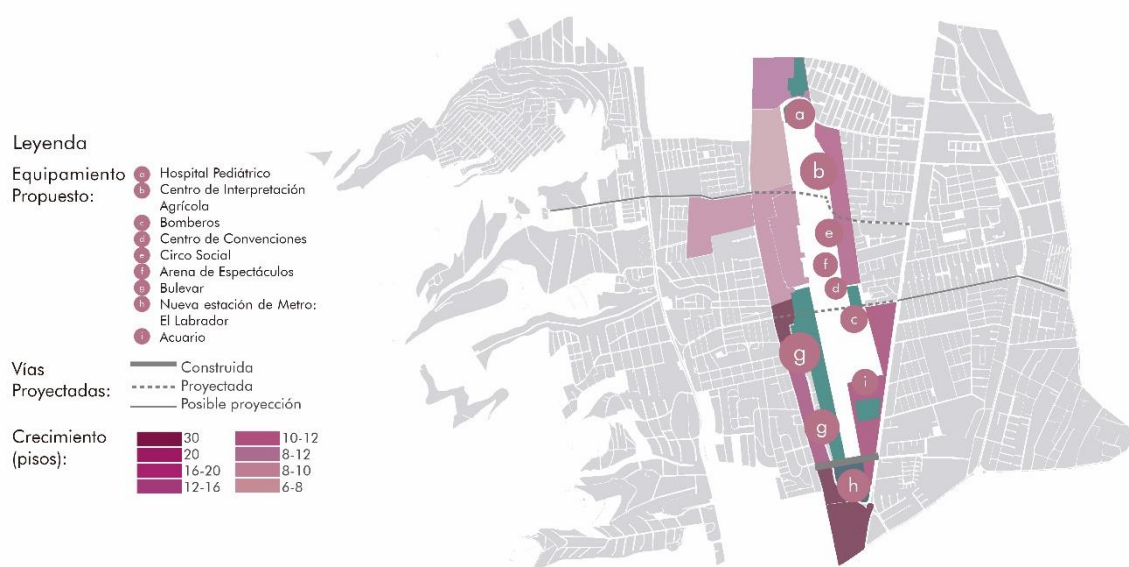 Leyenda
Equipamiento
Propuesto:
a Hospital Pediátrico
b Centro de Interpretación
Agrícola
c Bomberos
d Centro de Convenciones
e Circo Social
f Arena de Espectáculos
g Bulevar
h Nueva estación de Metro:
El Labrador
i Acuario
Vías
Proyectadas:
Construida
Proyectada
Posible proyección
Crecimiento
(pisos):
30
20
16-20
12-16
10-12
8-12
8-10
6-8
a
b
e
f
d
c
g
i
g
h